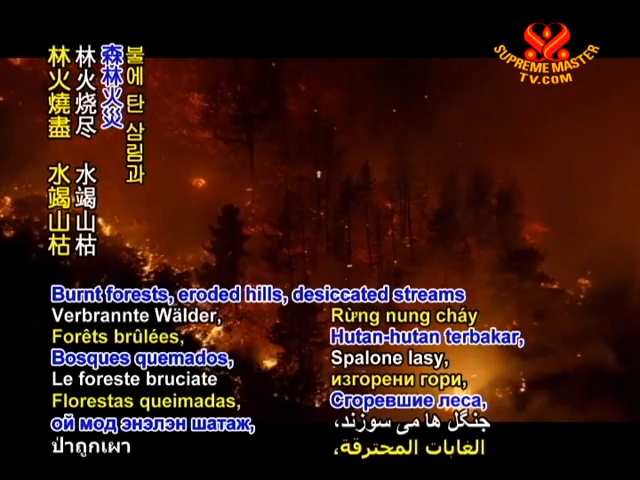 SUPREME MASTER
TV.COM
불에 탄 삼림과
森林火災
林火烧尽 水竭山枯
林火燒盡 水竭山枯
Burnt forests, eroded hills, desiccated streams
Verbrannte Wälder,
Forêts brûlées,
Bosques quemados,
Le foreste bruciate
Florestas queimadas,
ой мод энэлэн шатаж,
ป่าถูกเผา
Rừng nung cháy
Hutan-hutan terbakar,
Spalone lasy,
изгорени гори,
Сгоревшие леса,
جنگل ها می سوزند،
الغابات المحترقة،